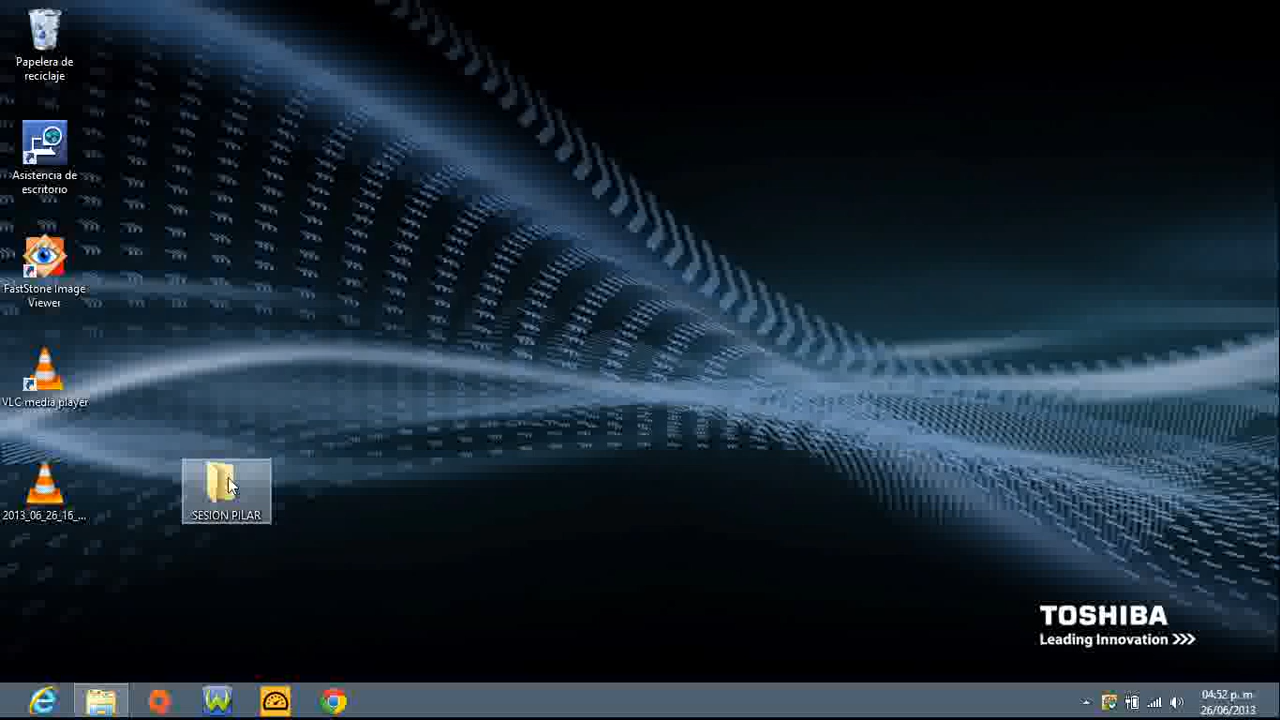 Papelera de
reciclaje
Asistencia de
escritorio
FastStone Image
Viewer
VLC media player
2013_06_26_16_...
SESION PILAR
TOSHIBA
Leading Innovation >>>
04:52 p. m.
26/06/2013